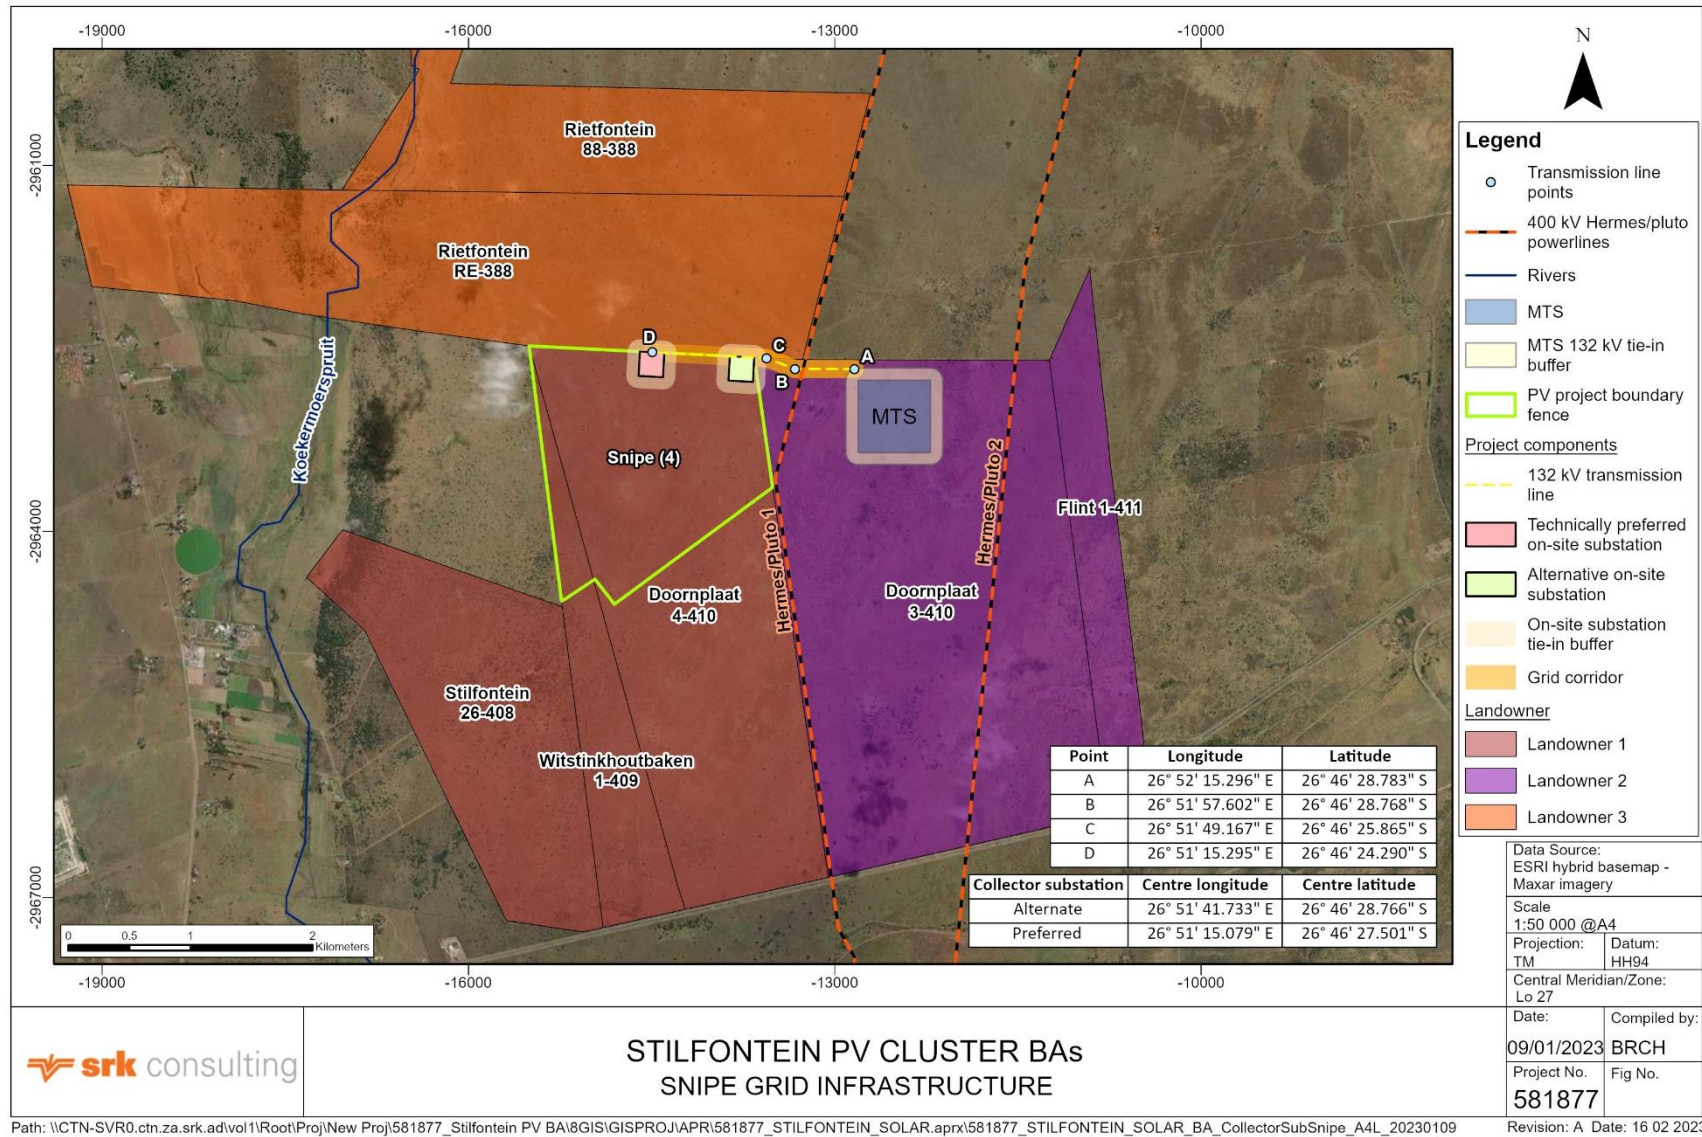 -19000
-16000
-13000
-10000
N
-2961000
-2964000
-2967000
Rietfontein
88-388
Rietfontein
RE-388
D
C
B
A
MTS
Koekermoerspruit
Snipe (4)
Hermes/Pluto 1
Hermes/Pluto 2
Flint 1-411
Doornplaat
4-410
Doornplaat
3-410
Stilfontein
26-408
Witstinkhoutbaken
1-409
Point Longitude Latitude
A 26° 52' 15.296" E 26° 46' 28.783" S
B 26° 51' 57.602" E 26° 46' 28.768" S
C 26° 51' 49.167" E 26° 46' 25.865" S
D 26° 51' 15.295" E 26° 46' 24.290" S
Collector substation Centre longitude Centre latitude
Alternate 26° 51' 41.733" E 26° 46' 28.766" S
Preferred 26° 51' 15.079" E 26° 46' 27.501" S
0 0.5 1 2
Kilometers
-19000
-16000
-13000
-10000
Legend
Transmission line
points
400 kV Hermes/pluto
powerlines
Rivers
MTS
MTS 132 kV tie-in
buffer
PV project boundary
fence
Project components
132 kV transmission
line
Technically preferred
on-site substation
Alternative on-site
substation
On-site substation
tie-in buffer
Grid corridor
Landowner
Landowner 1
Landowner 2
Landowner 3
Data Source:
ESRI hybrid basemap -
Maxar imagery
Scale
1:50 000 @A4
Projection: Datum:
TM HH94
Central Meridian/Zone:
Lo 27
Date: Compiled by:
09/01/2023 BRCH
Project No. Fig No.
581877
srk consulting
STILFONTEIN PV CLUSTER BAs
SNIPE GRID INFRASTRUCTURE
Path: \\CTN-SVR0.ctn.za.srk.ad\vol1\Root\Proj\New Proj\581877_Stilfontein PV BA\8GIS\GISPROJ\APR\581877_STILFONTEIN_SOLAR.aprx\581877_STILFONTEIN_SOLAR_BA_CollectorSubSnipe_A4L_20230109
Revision: A Date: 16 02 202